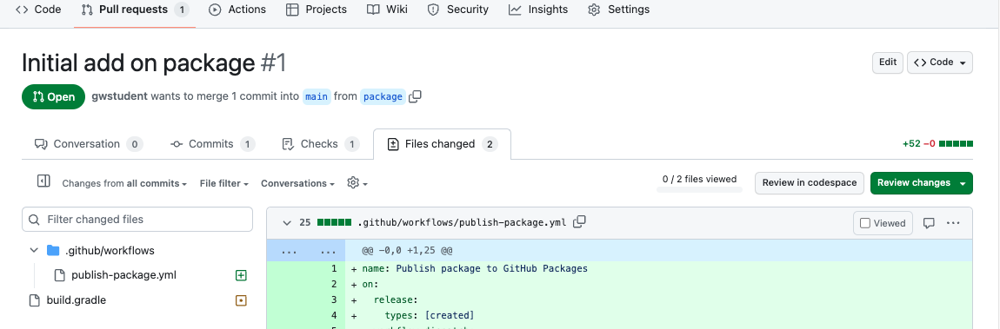 Code Pull requests 1 Actions Projects Wiki Security Insights Settings
Initial add on package #1
Edit Code
Open gwstudent wants to merge 1 commit into main from package
Conversation 0 Commits 1 Checks 1 Files changed 2
+52 −0
Changes from all commits File filter Conversations
0 / 2 files viewed
Review in codespace Review changes
Filter changed files
25 .github/workflows/publish-package.yml
Viewed
.github/workflows
... ... @@ -0,0 +1,25 @@
publish-package.yml
build.gradle
1 + name: Publish package to GitHub Packages
2 + on:
3 + release:
4 + types: [created]